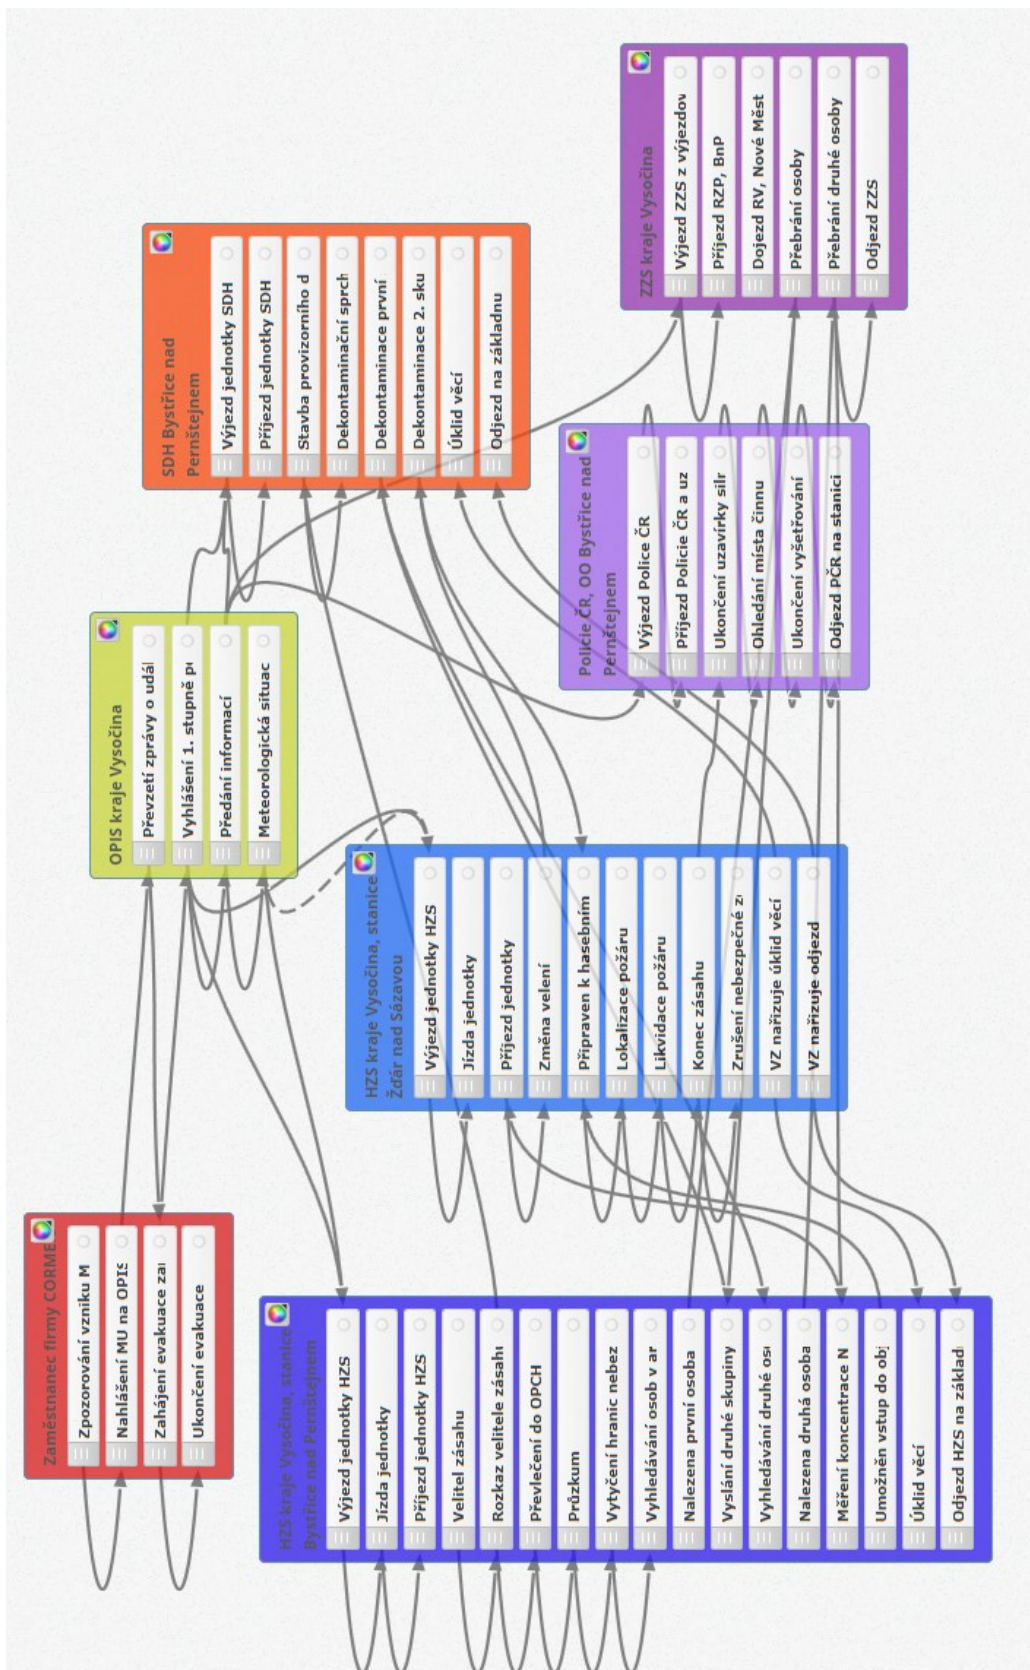 Zaměstnanec firmy CORME
Zpozorování vzniku M
Nahlášení MU na OPIS
Zahájení evakuace zai
Ukončení evakuace
OPIS kraje Vysočina
Převzetí zprávy o udál
Vyhlášení 1. stupně p
Předání informací
Meteorologická situac
SDH Bystřice nad
Pernštejnem
Výjezd jednotky SDH
Příjezd jednotky SDH
Stavba provizorního d
Dekontaminační sprch
Dekontaminace první
Dekontaminace 2. sku
Úklid věcí
Odjezd na základnu
HZS kraje Vysočina, stanice
Bystřice nad Pernštejnem
Výjezd jednotky HZS
Jízda jednotky
Příjezd jednotky HZS
Velitel zásahu
Rozkaz velitele zásahu
Převlečení do OPCH
Průzkum
Vytyčení hranic nebez
Vyhledávání osob v ar
Nalezena první osoba
Vyslání druhé skupiny
Vyhledávání druhé os
Nalezena druhá osoba
Měření koncentrace N
Umožněn vstup do obj
Úklid věcí
Odjezd HZS na základ
HZS kraje Vysočina, stanice
Žďár nad Sázavou
Výjezd jednotky HZS
Jízda jednotky
Příjezd jednotky
Změna velení
Připraven k hasebním
Lokalizace požáru
Likvidace požáru
Konec zásahu
Zrušení nebezpečné z
VZ nařizuje úklid věcí
VZ nařizuje odjezd
Policie ČR, OO Bystřice nad
Pernštejnem
Výjezd Police ČR
Příjezd Policie ČR a uz
Ukončení uzavírky siln
Ohledání místa činnu
Ukončení vyšetřování
Odjezd PČR na stanici
ZZS kraje Vysočina
Výjezd ZZS z výjezdov
Příjezd RZP, BnP
Dojezd RV, Nové Měst
Přebrání osoby
Přebrání druhé osoby
Odjezd ZZS